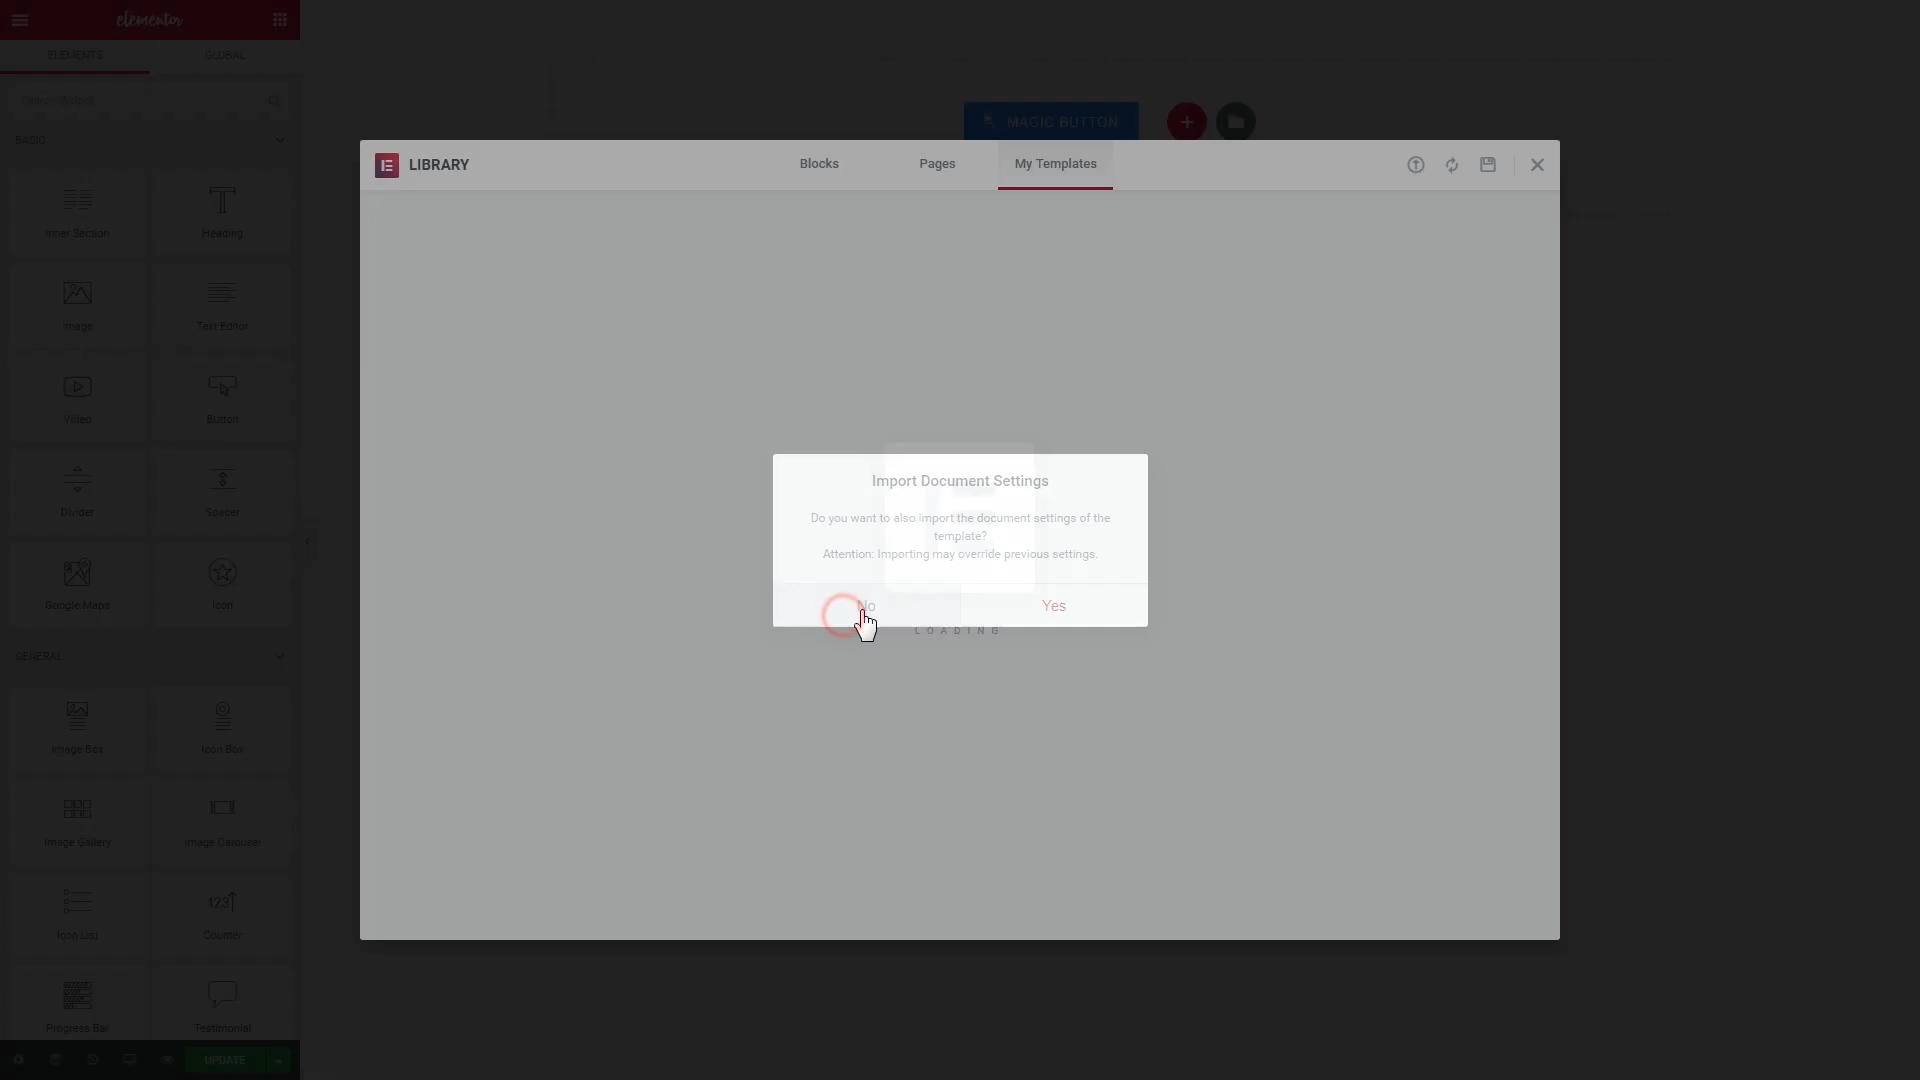 elementor
ELEMENTS
GLOBAL
Search Widget...
BASIC
Inner Section
Heading
Image
Text Editor
Video
Button
Divider
Spacer
Google Maps
Icon
GENERAL
Image Box
Icon Box
Image Gallery
Image Carousel
Icon List
Counter
Progress Bar
Testimonial
UPDATE
MAGIC BUTTON
LIBRARY
Blocks
Pages
My Templates
Import Document Settings
Do you want to also import the document settings of the
template?
Attention: Importing may override previous settings.
No
Yes
LOADING